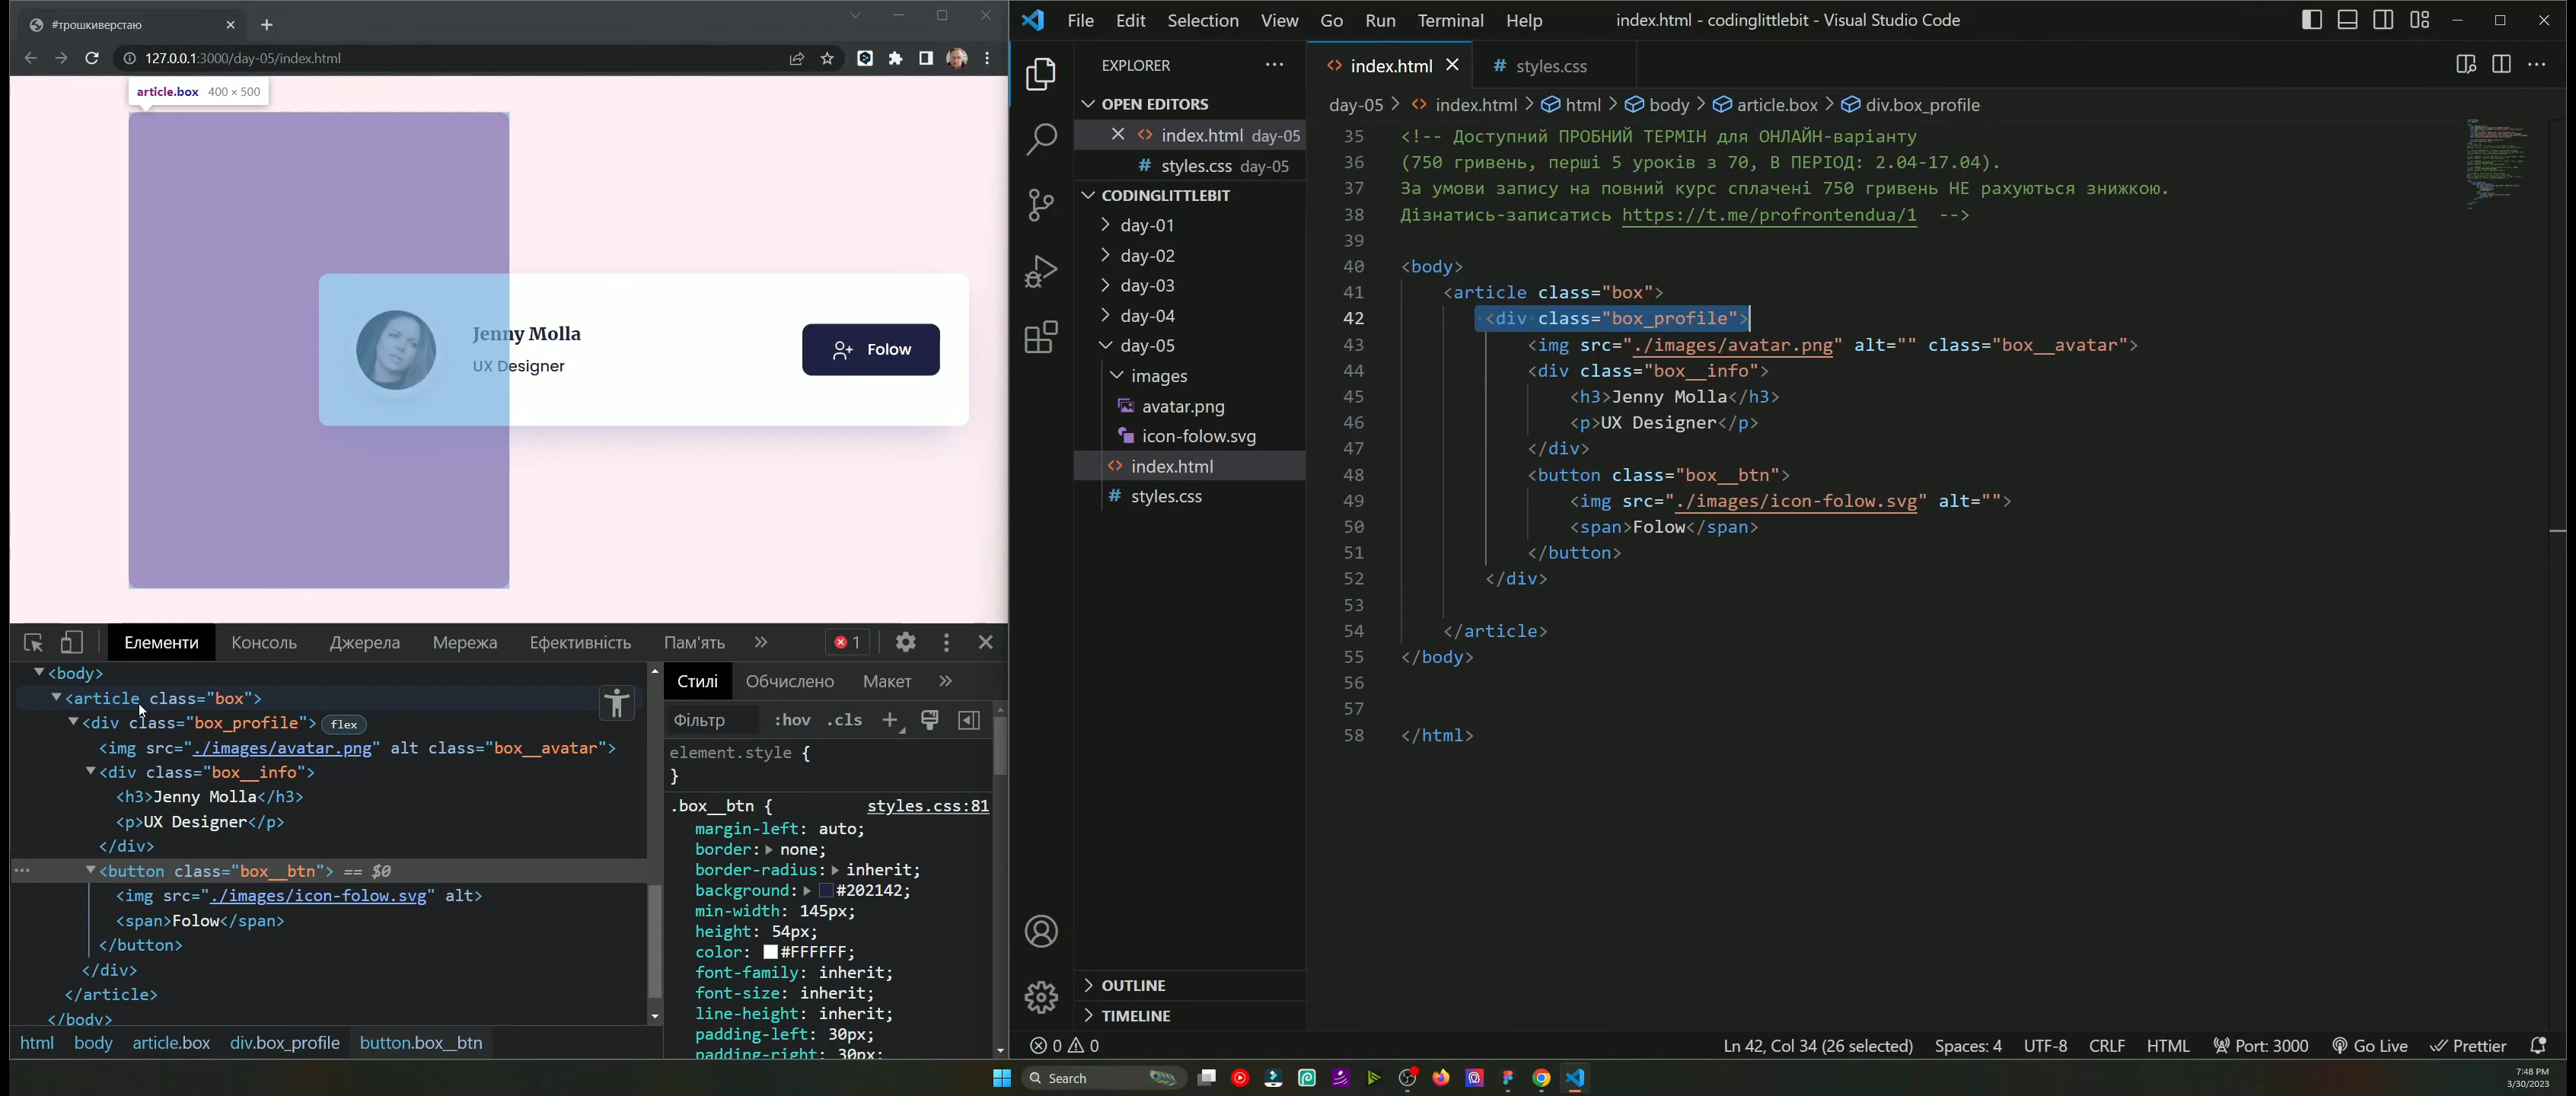 #трошкиверстаю
127.0.0.1:3000/day-05/index.html
article.box 400 × 500
Jenny Molla
UX Designer
Folow
Елементи Консоль Джерела Мережа Ефективність Пам'ять 1
<body>
<article class="box">
<div class="box_profile"> flex
<img src="./images/avatar.png" alt class="box__avatar">
<div class="box__info">
<h3>Jenny Molla</h3>
<p>UX Designer</p>
</div>
<button class="box__btn"> == $0
<img src="./images/icon-folow.svg" alt>
<span>Folow</span>
</button>
</div>
</article>
</body>
html body article.box div.box_profile button.box__btn
Стилі Обчислено Макет
Фільтр :hov .cls
element.style {
}
.box__btn { styles.css:81
margin-left: auto;
border: none;
border-radius: inherit;
background: #202142;
min-width: 145px;
height: 54px;
color: #FFFFFF;
font-family: inherit;
font-size: inherit;
line-height: inherit;
padding-left: 30px;
padding-right: 30px;
File Edit Selection View Go Run Terminal Help
index.html - codinglittlebit - Visual Studio Code
EXPLORER
OPEN EDITORS
index.html day-05
styles.css day-05
CODINGLITTLEBIT
day-01
day-02
day-03
day-04
day-05
images
avatar.png
icon-folow.svg
index.html
styles.css
OUTLINE
TIMELINE
index.html styles.css
day-05 > index.html > html > body > article.box > div.box_profile
35 <!-- Доступний ПРОБНИЙ ТЕРМІН для ОНЛАЙН-варіанту
36 (750 гривень, перші 5 уроків з 70, В ПЕРІОД: 2.04-17.04).
37 За умови запису на повний курс сплачені 750 гривень НЕ рахуються знижкою.
38 Дізнатись-записатись https://t.me/profrontendua/1 -->
39
40 <body>
41 <article class="box">
42 <div class="box_profile">
43 <img src="./images/avatar.png" alt="" class="box__avatar">
44 <div class="box__info">
45 <h3>Jenny Molla</h3>
46 <p>UX Designer</p>
47 </div>
48 <button class="box__btn">
49 <img src="./images/icon-folow.svg" alt="">
50 <span>Folow</span>
51 </button>
52 </div>
53
54 </article>
55 </body>
56
57
58 </html>
0 0 Ln 42, Col 34 (26 selected) Spaces: 4 UTF-8 CRLF HTML Port: 3000 Go Live Prettier
Search
7:48 PM
3/30/2023